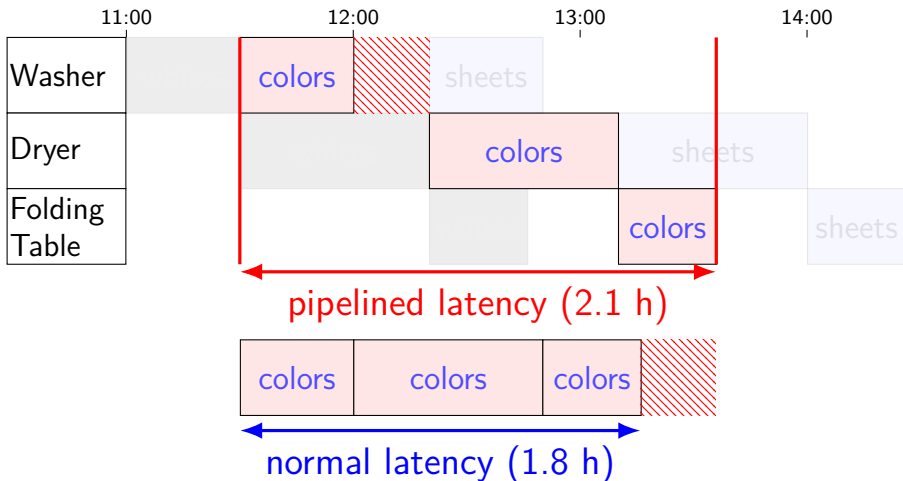 11:00 12:00 13:00 14:00
Washer colors sheets
Dryer colors sheets
Folding
Table
colors sheets
pipelined latency (2.1 h)
colors colors colors
normal latency (1.8 h)